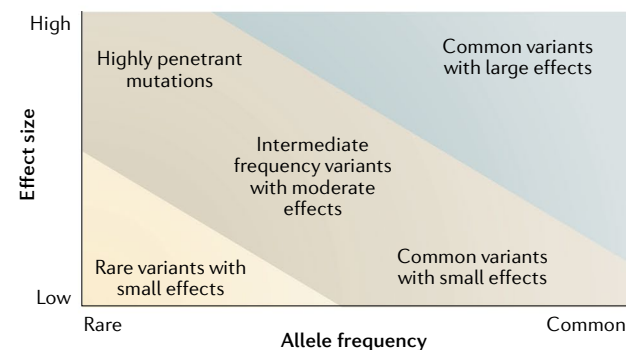 High
Highly penetrant
mutations
Common variants
with large effects
Effect size
Intermediate
frequency variants
with moderate
effects
Rare variants with
small effects
Common variants
with small effects
Low
Rare
Common
Allele frequency